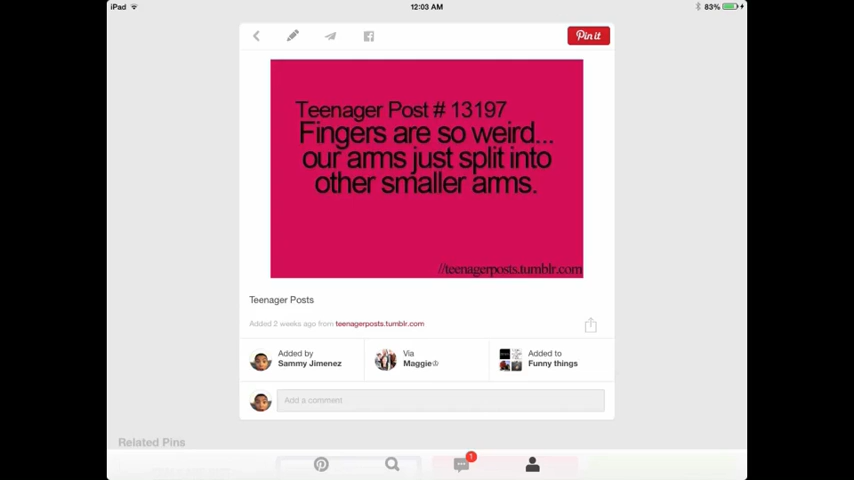 iPad
12:03 AM
83%
Pin it
Teenager Post # 13197
Fingers are so weird...
our arms just split into
other smaller arms.
//teenagerposts.tumblr.com
Teenager Posts
Added 2 weeks ago from teenagerposts.tumblr.com
Added by
Sammy Jimenez
Via
Maggie♔
Added to
Funny things
Add a comment
Related Pins
1